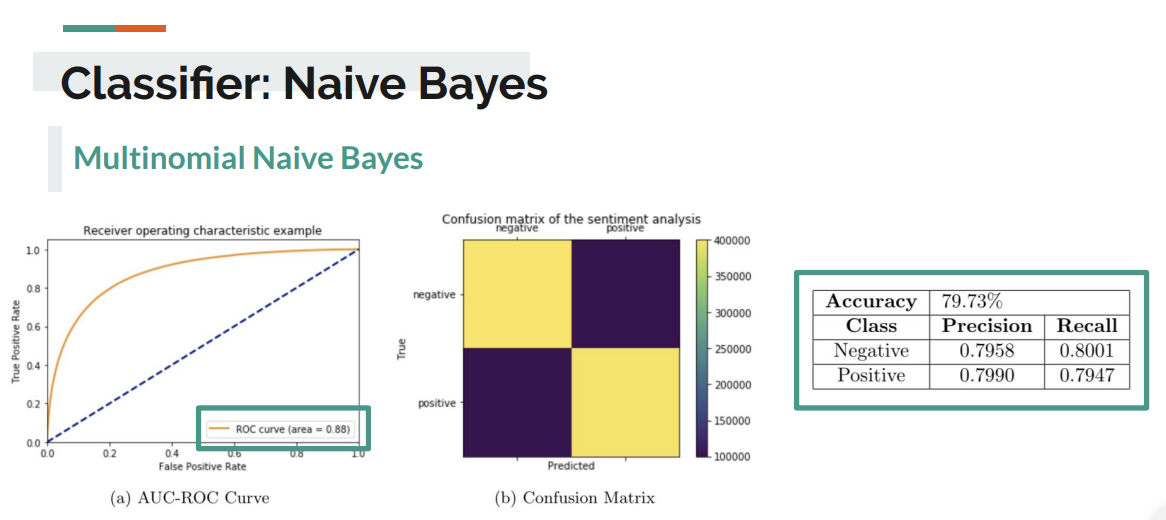 Classifier: Naive Bayes
Multinomial Naive Bayes
Receiver operating characteristic example
1.0
0.8
0.6
0.4
0.2
0.0
True Positive Rate
0.0 0.2 0.4 0.6 0.8 1.0
False Positive Rate
ROC curve (area = 0.88)
(a) AUC-ROC Curve
Confusion matrix of the sentiment analysis
negative positive
negative
positive
True
Predicted
400000
350000
300000
250000
200000
150000
100000
(b) Confusion Matrix
Accuracy 79.73%
Class Precision Recall
Negative 0.7958 0.8001
Positive 0.7990 0.7947